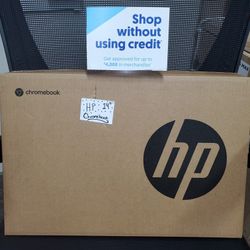 Shop
without
using credit*
Get approved for up to
$4,000 in merchandise*
chromebook
HP 14"
Chromebook
hp